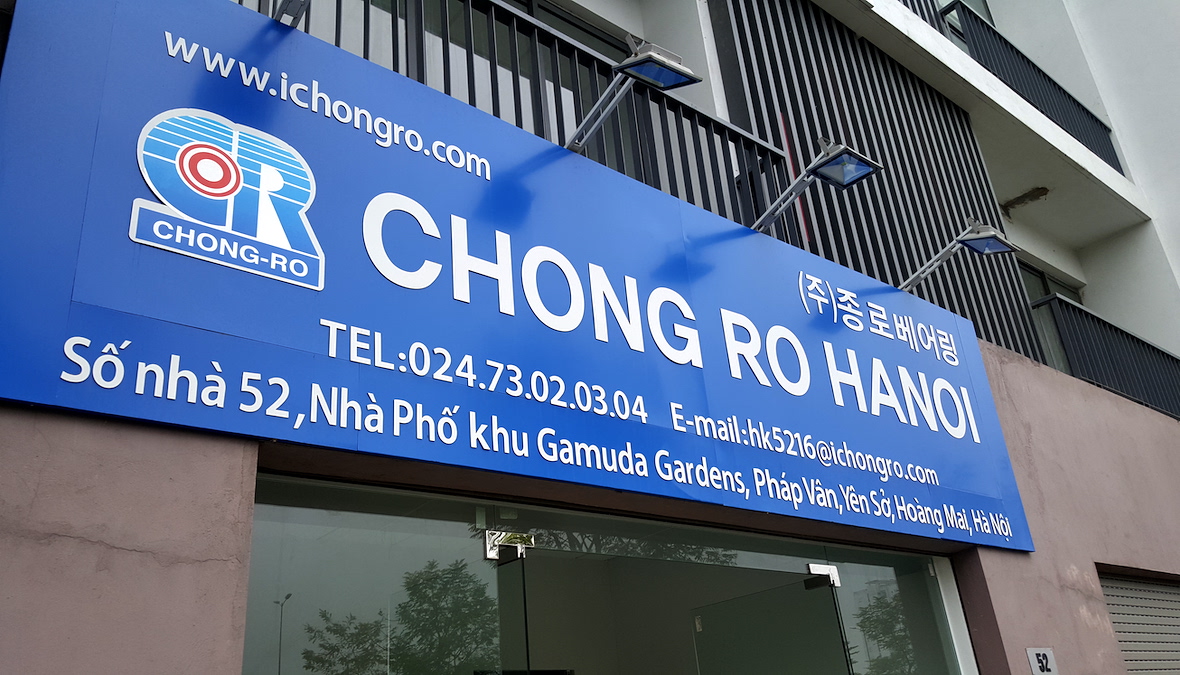 www.ichongro.com
CR
CHONG-RO
(주)종로베어링
CHONG RO HANOI
TEL:024.73.02.03.04 E-mail:hk5216@ichongro.com
Số nhà 52,Nhà Phố khu Gamuda Gardens, Pháp Vân,Yên Sở,Hoàng Mai, Hà Nội
52